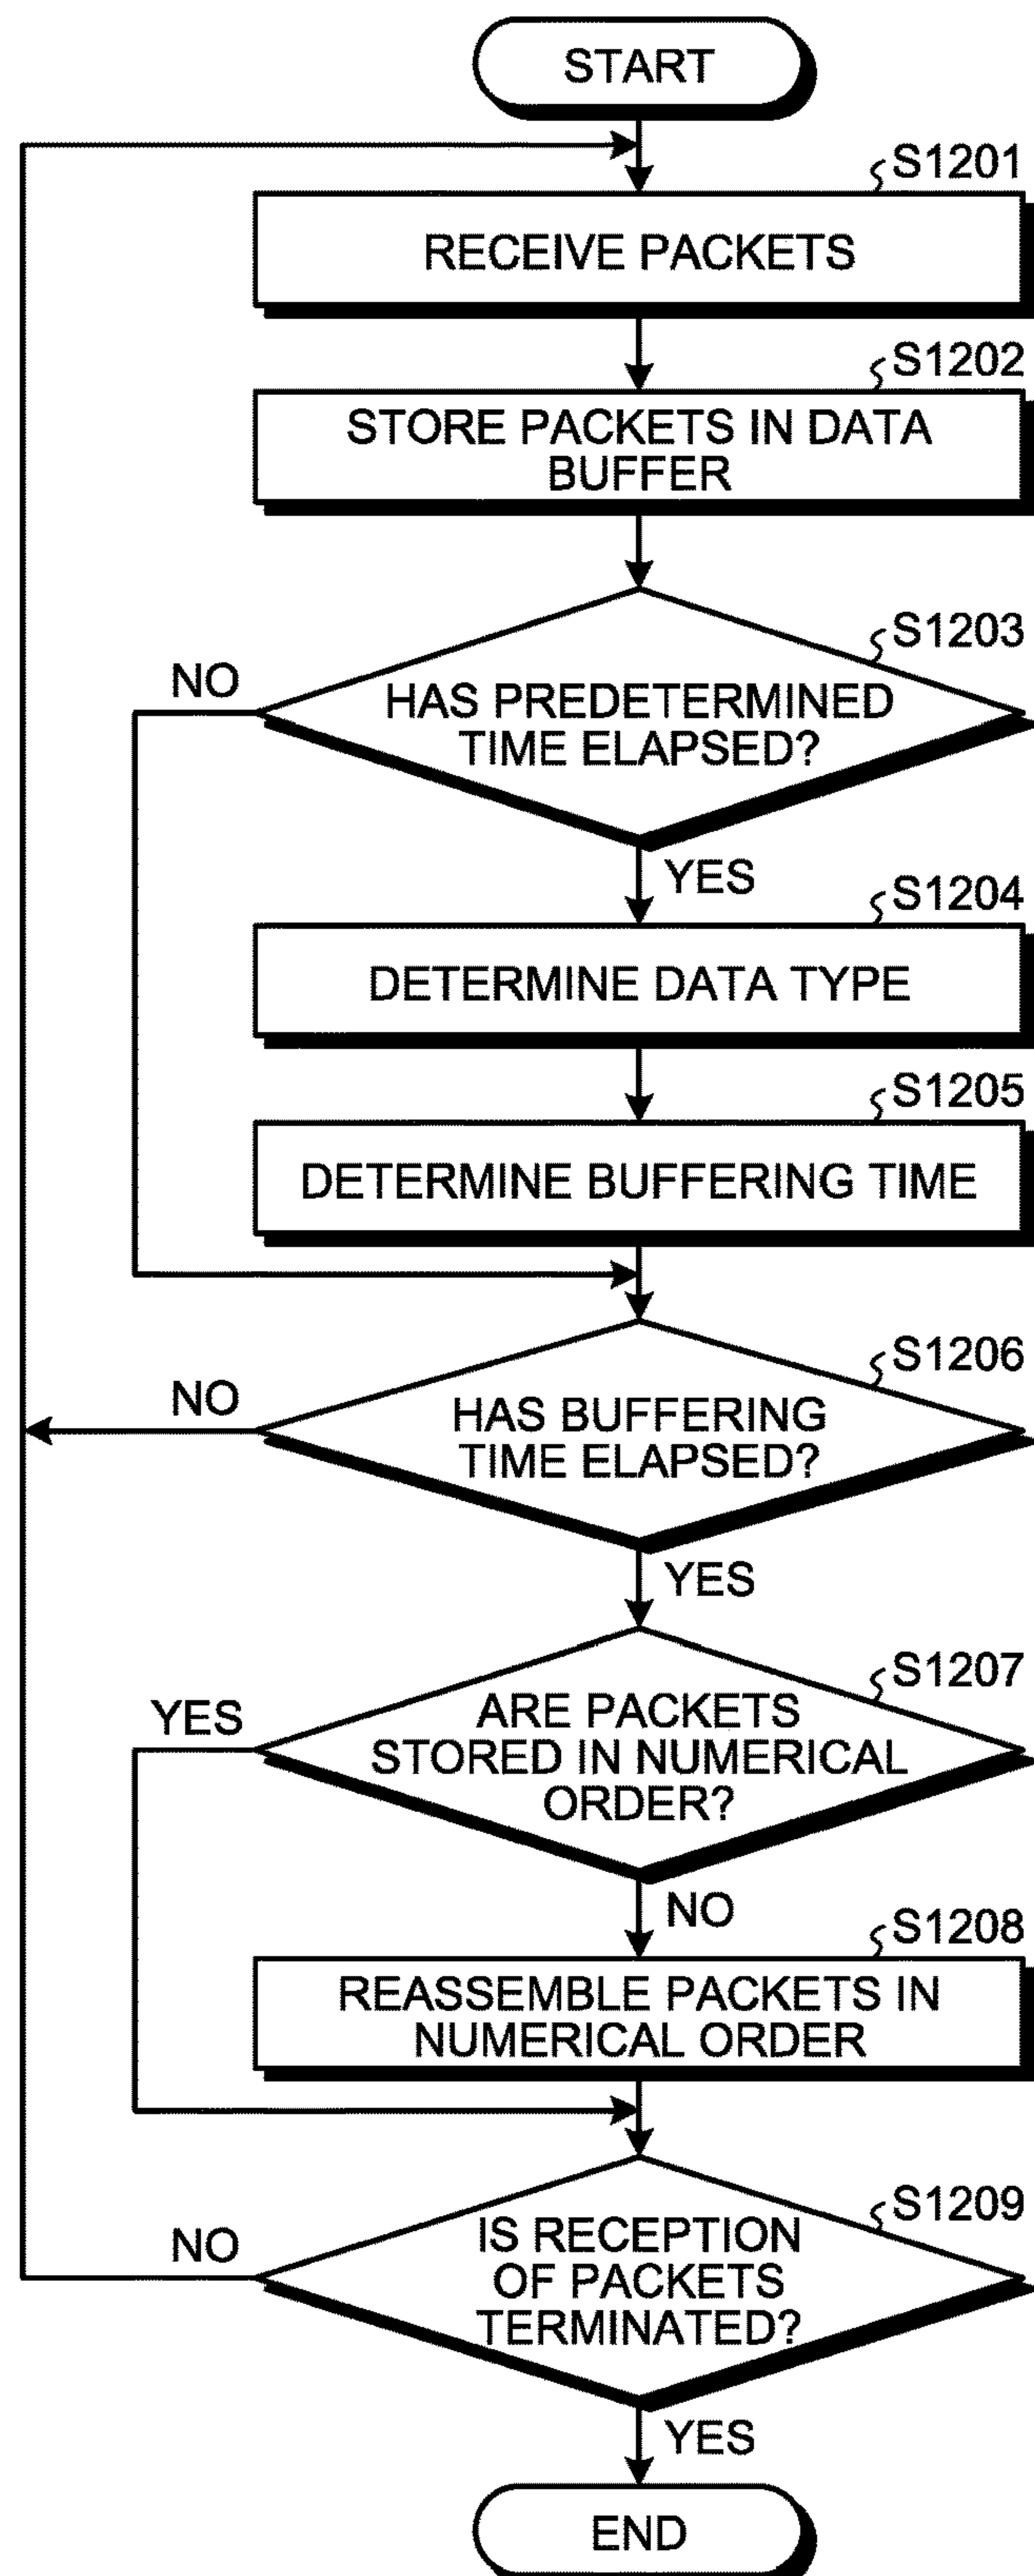 START
S1201
RECEIVE PACKETS
S1202
STORE PACKETS IN DATA
BUFFER
S1203
NO
HAS PREDETERMINED
TIME ELAPSED?
YES
S1204
DETERMINE DATA TYPE
S1205
DETERMINE BUFFERING TIME
S1206
NO
HAS BUFFERING
TIME ELAPSED?
YES
S1207
YES
ARE PACKETS
STORED IN NUMERICAL
ORDER?
NO
S1208
REASSEMBLE PACKETS IN
NUMERICAL ORDER
S1209
NO
IS RECEPTION
OF PACKETS
TERMINATED?
YES
END